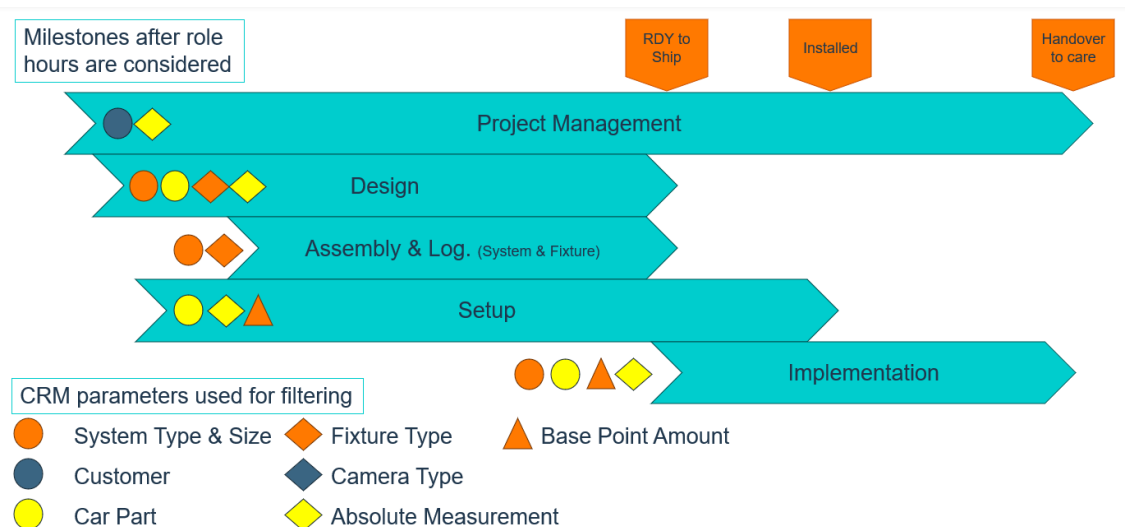 Milestones after role
hours are considered
RDY to
Ship
Installed
Handover
to care
Project Management
Design
Assembly & Log. (System & Fixture)
Setup
Implementation
CRM parameters used for filtering
System Type & Size
Fixture Type
Base Point Amount
Customer
Camera Type
Car Part
Absolute Measurement